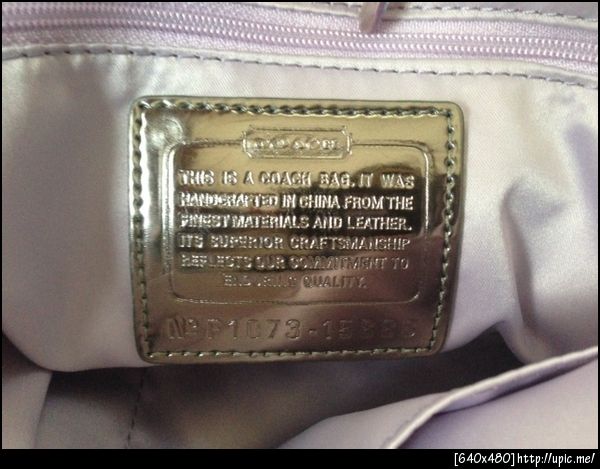 COACH
THIS IS A COACH BAG. IT WAS
HANDCRAFTED IN CHINA FROM THE
FINEST MATERIALS AND LEATHER.
ITS SUPERIOR CRAFTSMANSHIP
REFLECTS OUR COMMITMENT TO
ENDURING QUALITY.
[640x480]http://upic.me/